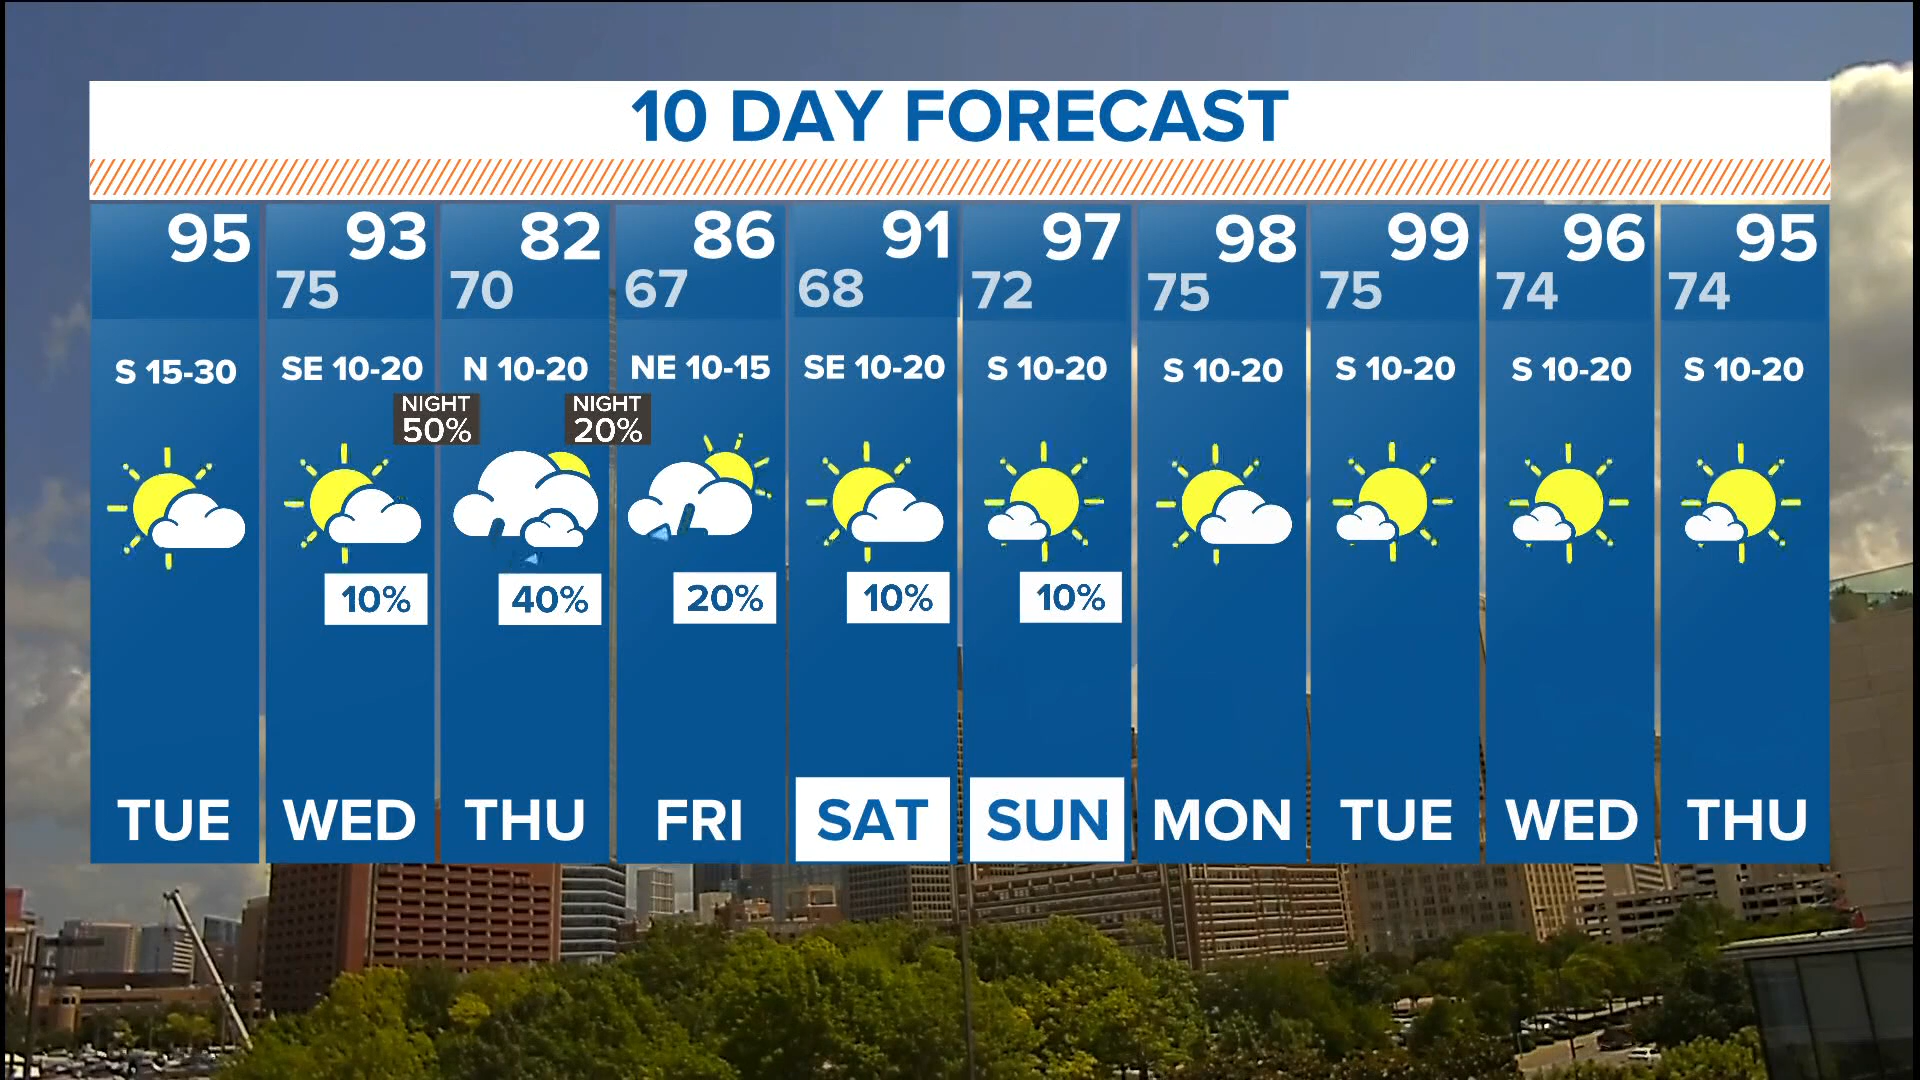 10 DAY FORECAST
95 93 82 86 91 97 98 99 96 95
75 70 67 68 72 75 75 74 74
S 15-30 SE 10-20 N 10-20 NE 10-15 SE 10-20 S 10-20 S 10-20 S 10-20 S 10-20 S 10-20
NIGHT NIGHT
50% 20%
10% 40% 20% 10% 10%
TUE WED THU FRI SAT SUN MON TUE WED THU